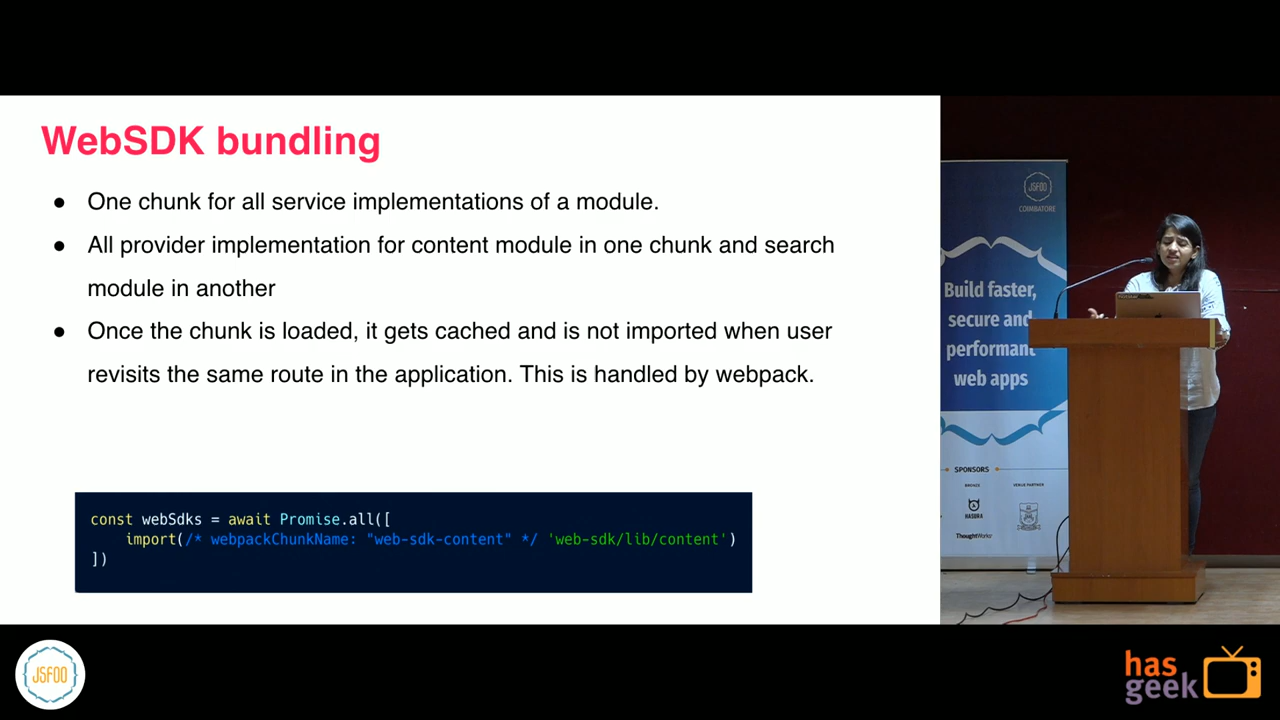 WebSDK bundling
● One chunk for all service implementations of a module.
● All provider implementation for content module in one chunk and search
module in another
● Once the chunk is loaded, it gets cached and is not imported when user
revisits the same route in the application. This is handled by webpack.
const webSdks = await Promise.all([
import(/* webpackChunkName: "web-sdk-content" */ 'web-sdk/lib/content')
])
JSFOO
COIMBATORE
Build faster,
secure and
performant
web apps
SPONSORS
BRONZE
VENUE PARTNER
HASURA
ThoughtWorks
JSFOO
has
geek